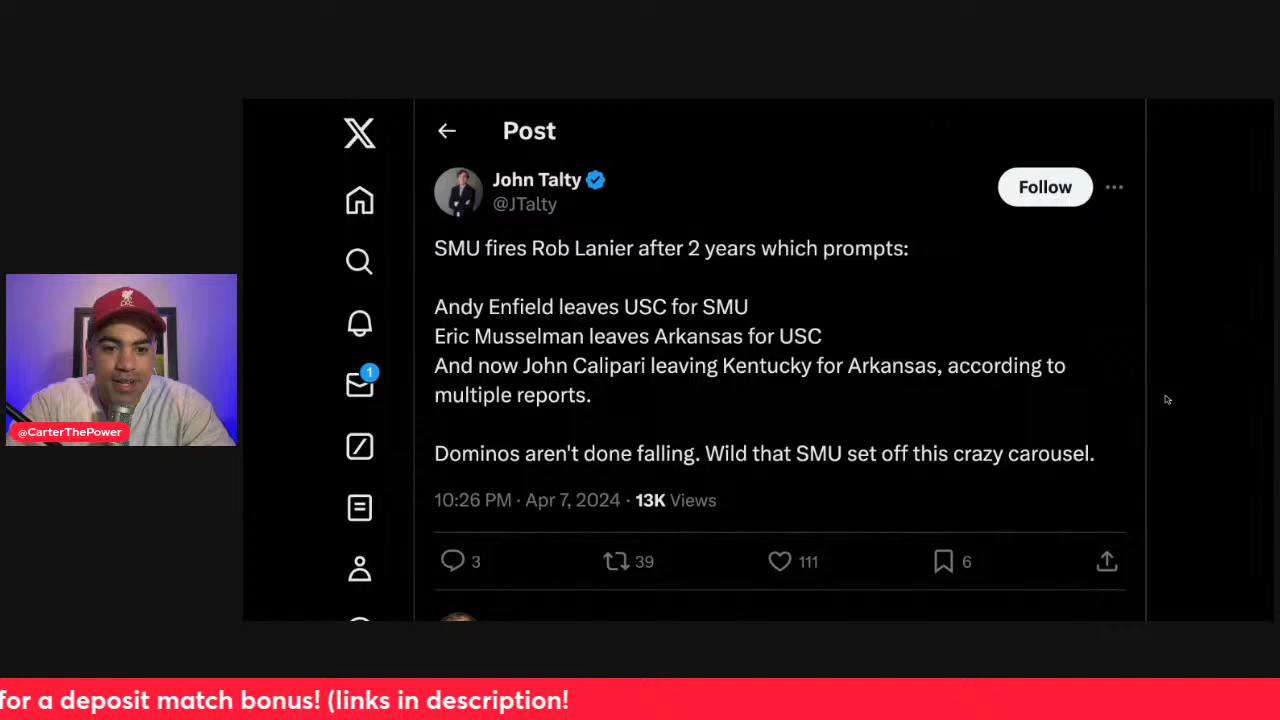 Post
John Talty
@JTalty
Follow
SMU fires Rob Lanier after 2 years which prompts:
Andy Enfield leaves USC for SMU
Eric Musselman leaves Arkansas for USC
And now John Calipari leaving Kentucky for Arkansas, according to
multiple reports.
Dominos aren't done falling. Wild that SMU set off this crazy carousel.
10:26 PM · Apr 7, 2024 · 13K Views
3 39 111 6
1
@CarterThePower
for a deposit match bonus! (links in description!